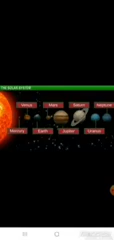 THE SOLAR SYSTEM
Venus Mars Saturn Neptune
Mercury Earth Jupiter Uranus